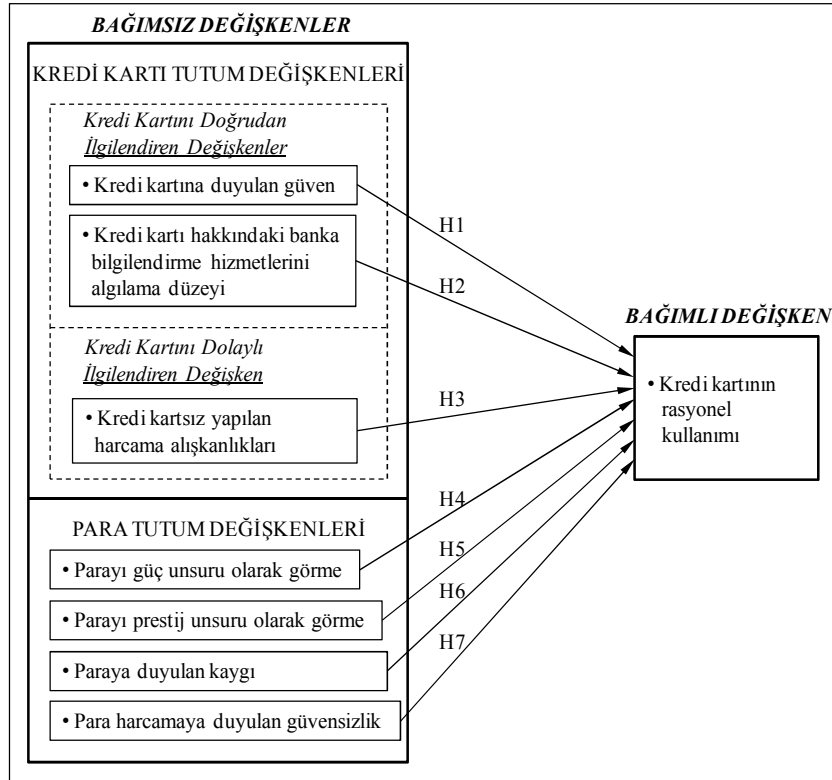 BAĞIMSIZ DEĞİŞKENLER
KREDİ KARTI TUTUM DEĞİŞKENLERİ
Kredi Kartını Doğrudan
İlgilendiren Değişkenler
• Kredi kartına duyulan güven
• Kredi kartı hakkındaki banka
bilgilendirme hizmetlerini
algılama düzeyi
Kredi Kartını Dolaylı
İlgilendiren Değişken
• Kredi kartsız yapılan
harcama alışkanlıkları
PARA TUTUM DEĞİŞKENLERİ
• Parayı güç unsuru olarak görme
• Parayı prestij unsuru olarak görme
• Paraya duyulan kaygı
• Para harcamaya duyulan güvensizlik
H1
H2
H3
H4
H5
H6
H7
BAĞIMLI DEĞİŞKEN
• Kredi kartının
rasyonel
kullanımı